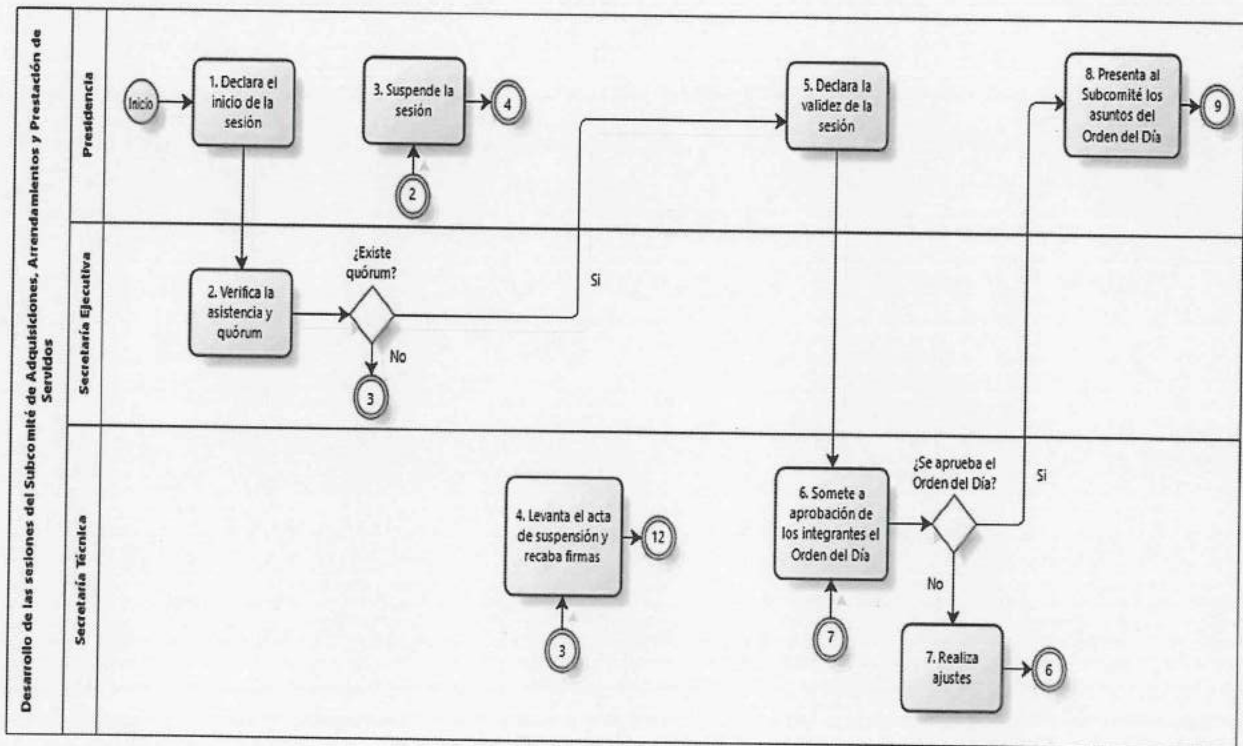 Desarrollo de las sesiones del Subcomité de Adquisiciones, Arrendamientos y Prestación de
Servidos
Presidencia
Inicio
1. Declara el
inicio de la
sesión
3. Suspende la
sesión
4
2
5. Declara la
validez de la
sesión
8. Presenta al
Subcomité los
asuntos del
Orden del Día
9
Secretaría Ejecutiva
2. Verifica la
asistencia y
quórum
¿Existe
quórum?
Si
No
3
Secretaría Técnica
4. Levanta el acta
de suspensión y
recaba firmas
12
3
6. Somete a
aprobación de
los integrantes el
Orden del Día
7
¿Se aprueba el
Orden del Día?
Si
No
7. Realiza
ajustes
6